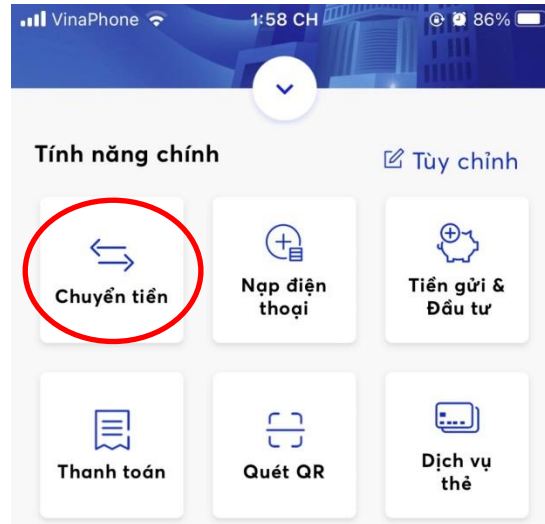 VinaPhone 1:58 CH 86%
Tính năng chính
Tùy chỉnh
Chuyển tiền
Nạp điện
thoại
Tiền gửi &
Đầu tư
Thanh toán
Quét QR
Dịch vụ
thẻ